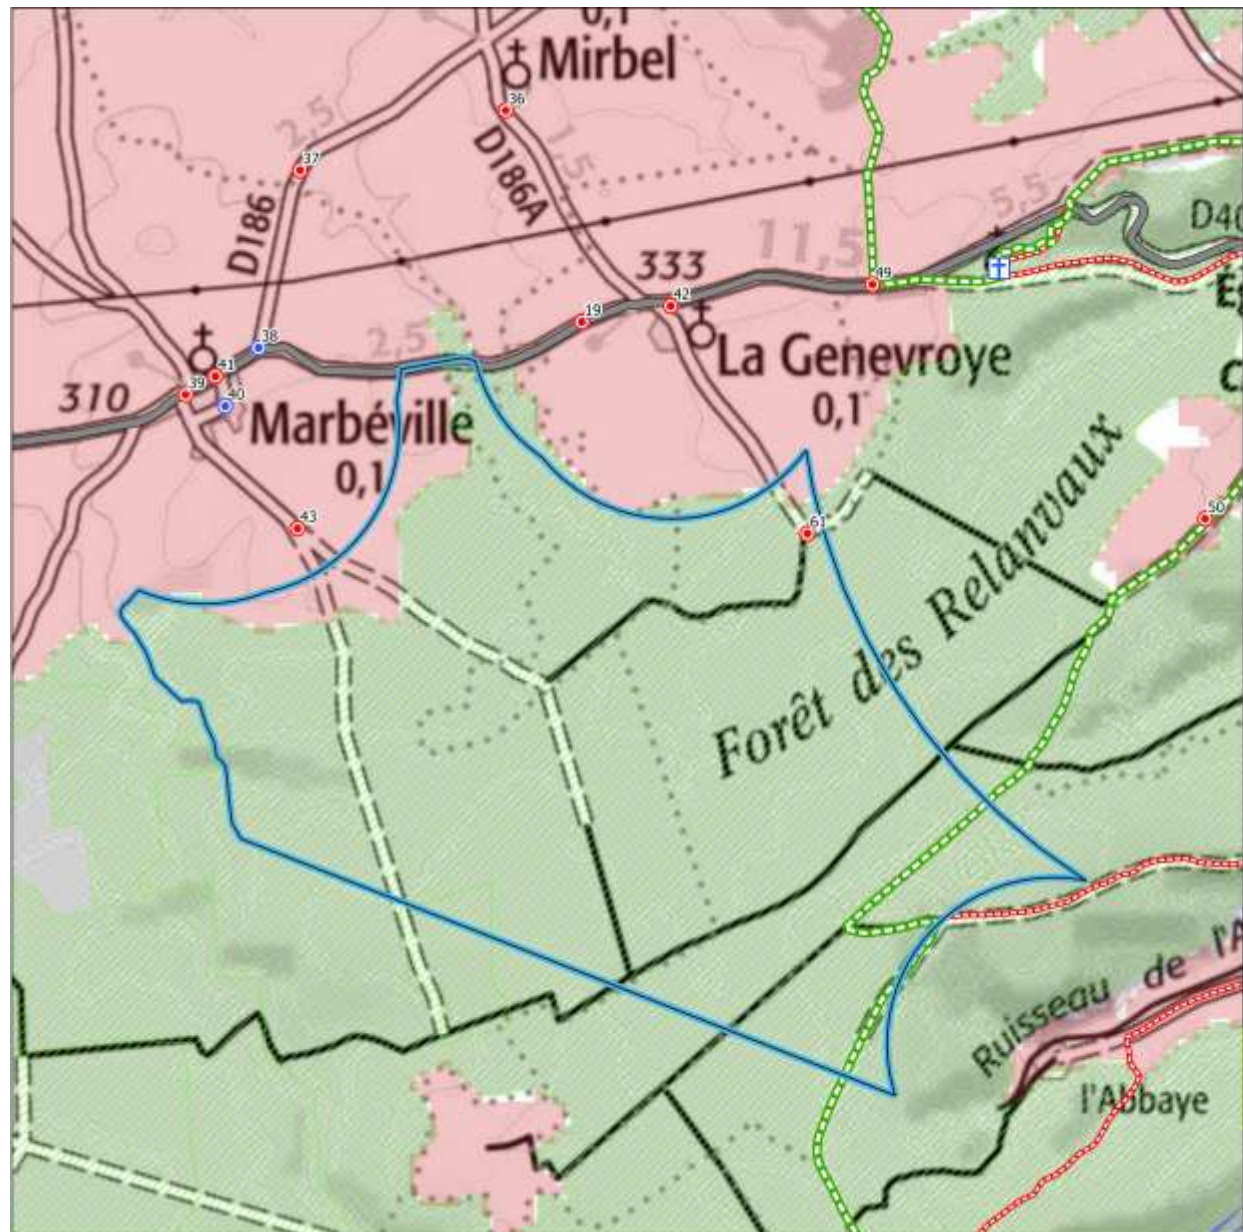 0,1
Mirbel
36
2,5
37
1,5
D186A
D186
D40
5,5
11,5
333
49
42
19
38
2,5
La Genevroye
41
39
40
310
Marbéville
0,1
0,1
43
61
50
Forêt des Relanvaux
Ruisseau de l'A
l'Abbaye